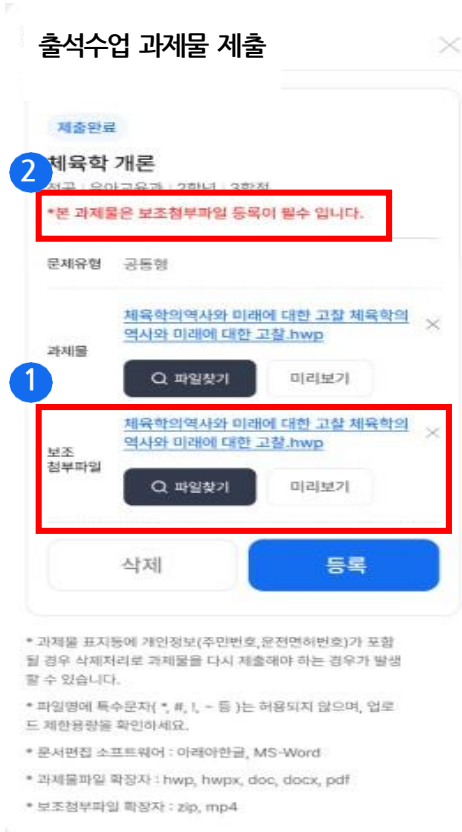 출석수업 과제물 제출
제출완료
2
체육학 개론
전공 유아교육과 2학년 3학점
*본 과제물은 보조첨부파일 등록이 필수 입니다.
문제유형 공통형
과제물
체육학의역사와 미래에 대한 고찰 체육학의
역사와 미래에 대한 고찰.hwp
파일찾기 미리보기
1
보조
첨부파일
체육학의역사와 미래에 대한 고찰 체육학의
역사와 미래에 대한 고찰.hwp
파일찾기 미리보기
삭제 등록
* 과제물 표지등에 개인정보(주민번호,운전면허번호)가 포함
될 경우 삭제처리로 과제물을 다시 제출해야 하는 경우가 발생
할 수 있습니다.
* 파일명에 특수문자( *, #, !, ~ 등 )는 허용되지 않으며, 업로
드 제한용량을 확인하세요.
* 문서편집 소프트웨어 : 아래아한글, MS-Word
* 과제물파일 확장자 : hwp, hwpx, doc, docx, pdf
* 보조첨부파일 확장자 : zip, mp4